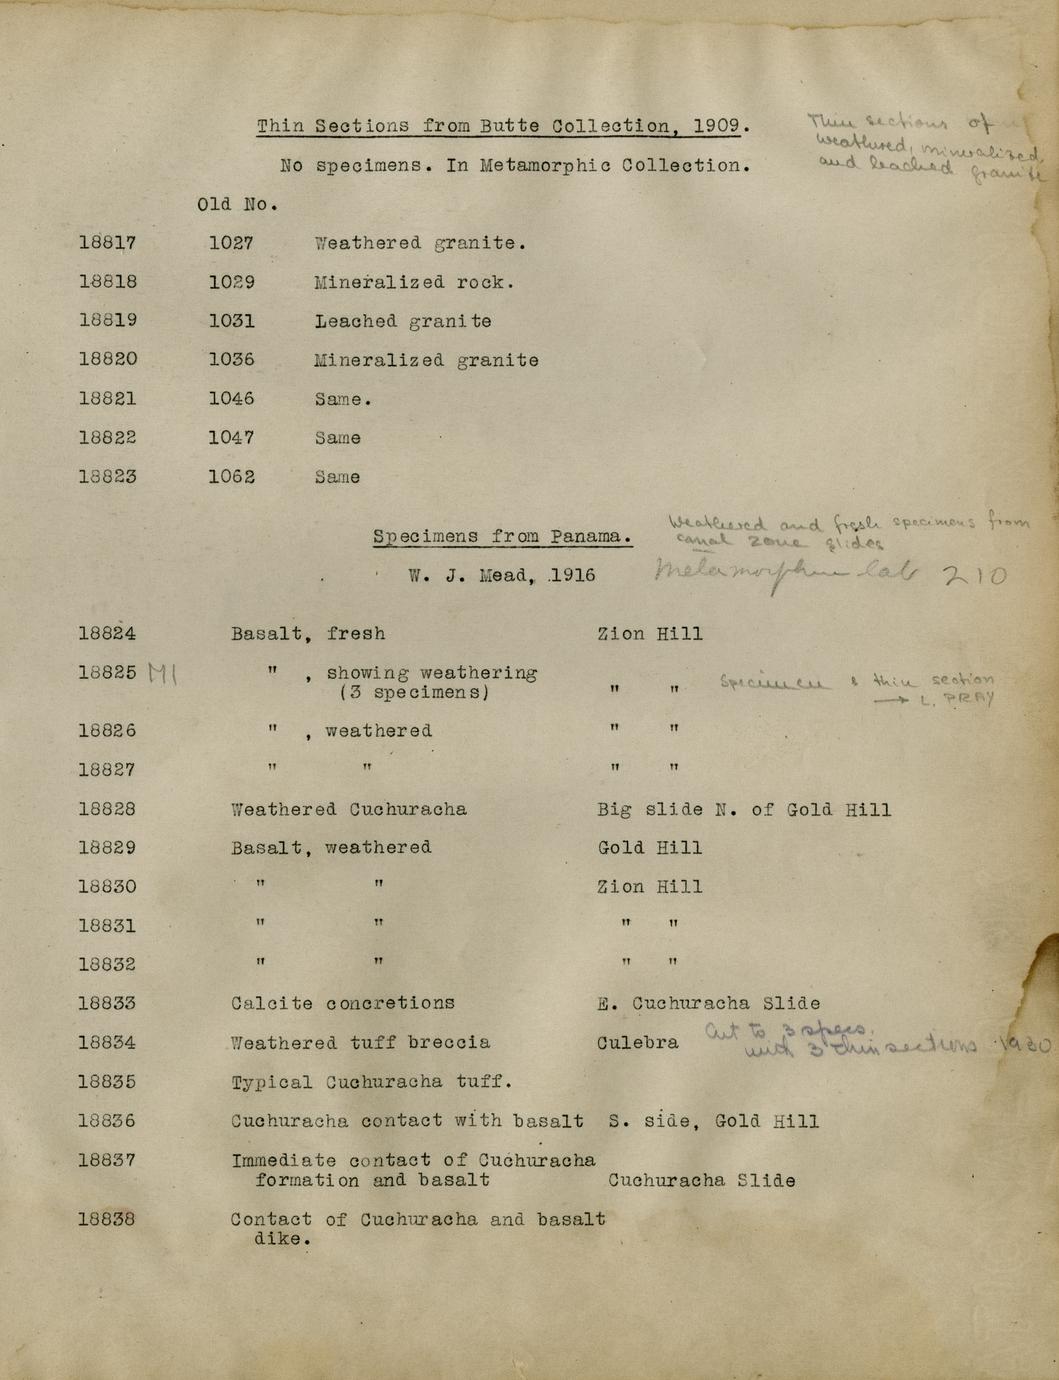 Thin Sections from Butte Collection, 1909.
Thin sections of
weathered, mineralized,
and leached granite
No specimens. In Metamorphic Collection.
Old No.
18817 1027 Weathered granite.
18818 1029 Mineralized rock.
18819 1031 Leached granite
18820 1036 Mineralized granite
18821 1046 Same.
18822 1047 Same
18823 1062 Same
Weathered and fresh specimens from
canal zone slides
Specimens from Panama.
W. J. Mead, 1916
Metamorphism lab 210
18824 Basalt, fresh Zion Hill
18825 M1 " , showing weathering
(3 specimens) " "
Specimen & thin section
→ L. PRAY
18826 " , weathered " "
18827 " " " "
18828 Weathered Cuchuracha Big slide N. of Gold Hill
18829 Basalt, weathered Gold Hill
18830 " " Zion Hill
18831 " " " "
18832 " " " "
18833 Calcite concretions E. Cuchuracha Slide
18834 Weathered tuff breccia Culebra
Cut to 3 specs.
with 3 thin sections
18835 Typical Cuchuracha tuff.
18836 Cuchuracha contact with basalt S. side, Gold Hill
18837 Immediate contact of Cuchuracha
formation and basalt Cuchuracha Slide
18838 Contact of Cuchuracha and basalt
dike.